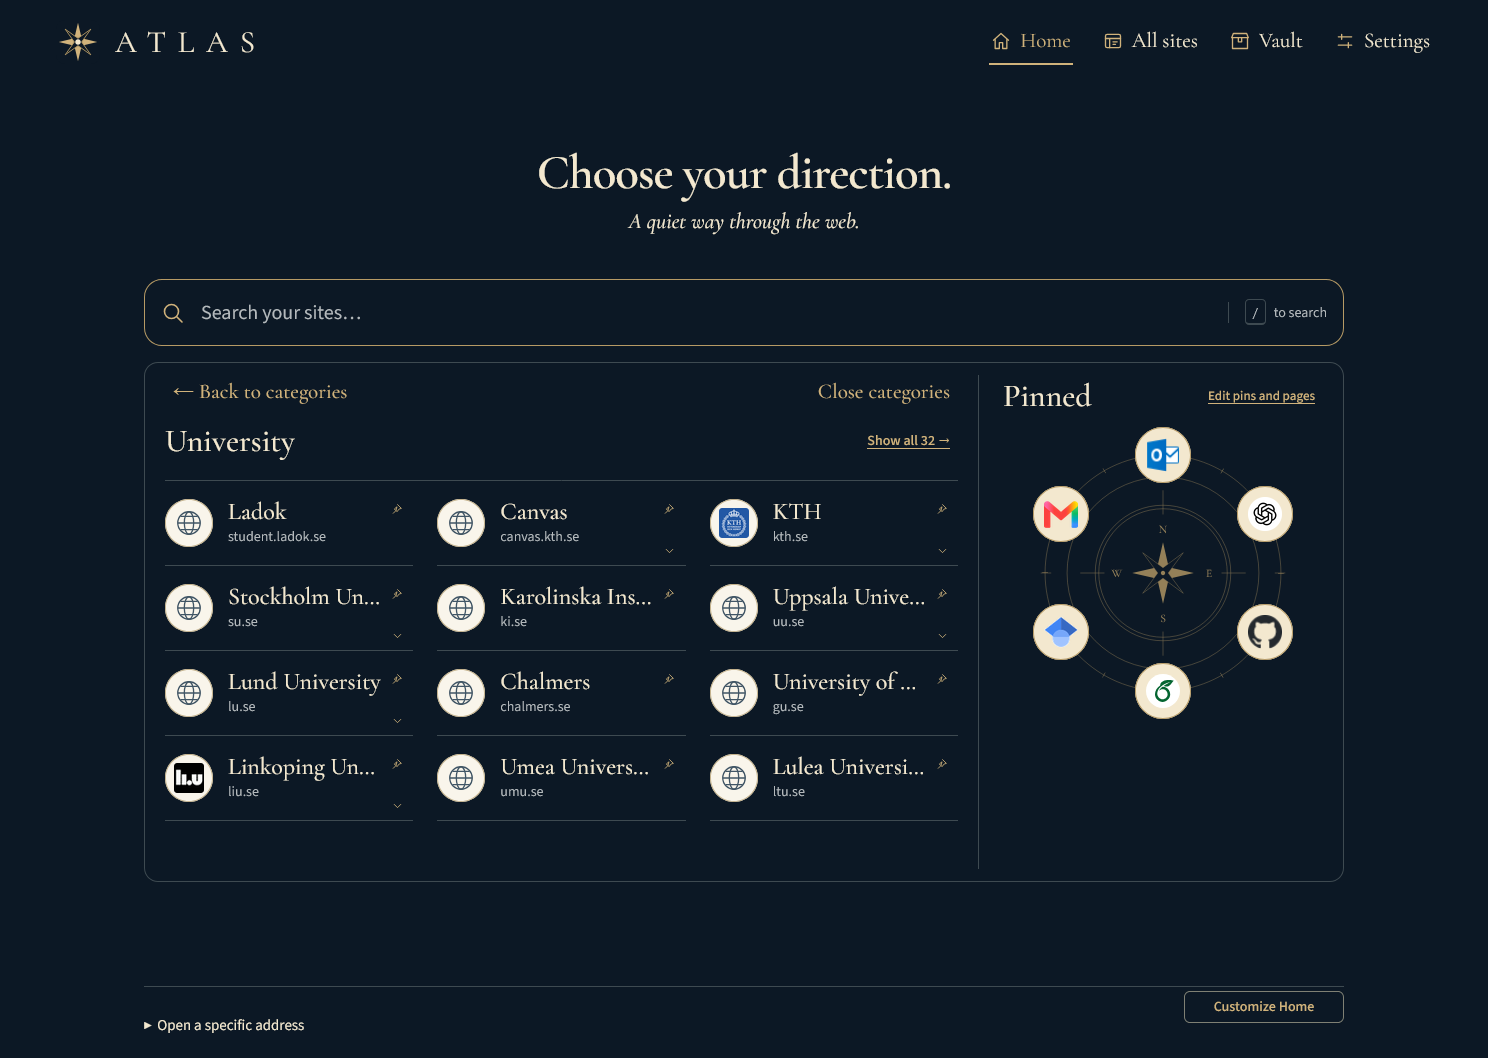 ATLAS
Home
All sites
Vault
Settings
Choose your direction.
A quiet way through the web.
Search your sites...
/ to search
← Back to categories
Close categories
University
Show all 32 →
Ladok
student.ladok.se
Canvas
canvas.kth.se
KTH
KTH
kth.se
Stockholm Un...
su.se
Karolinska Ins...
ki.se
Uppsala Unive...
uu.se
Lund University
lu.se
Chalmers
chalmers.se
University of ...
gu.se
li.u
Linkoping Un...
liu.se
Umea Univers...
umu.se
Lulea Universi...
ltu.se
Pinned
Edit pins and pages
N
W
E
S
▶ Open a specific address
Customize Home